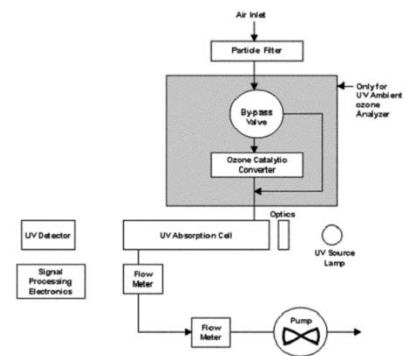 Air Inlet
Particle Filter
Only for
UV Ambient
ozone
Analyzer
By-pass
Valve
Ozone Catalytic
Converter
Optics
UV Detector
UV Absorption Cell
UV Source
Lamp
Signal
Processing
Electronics
Flow
Meter
Flow
Meter
Pump